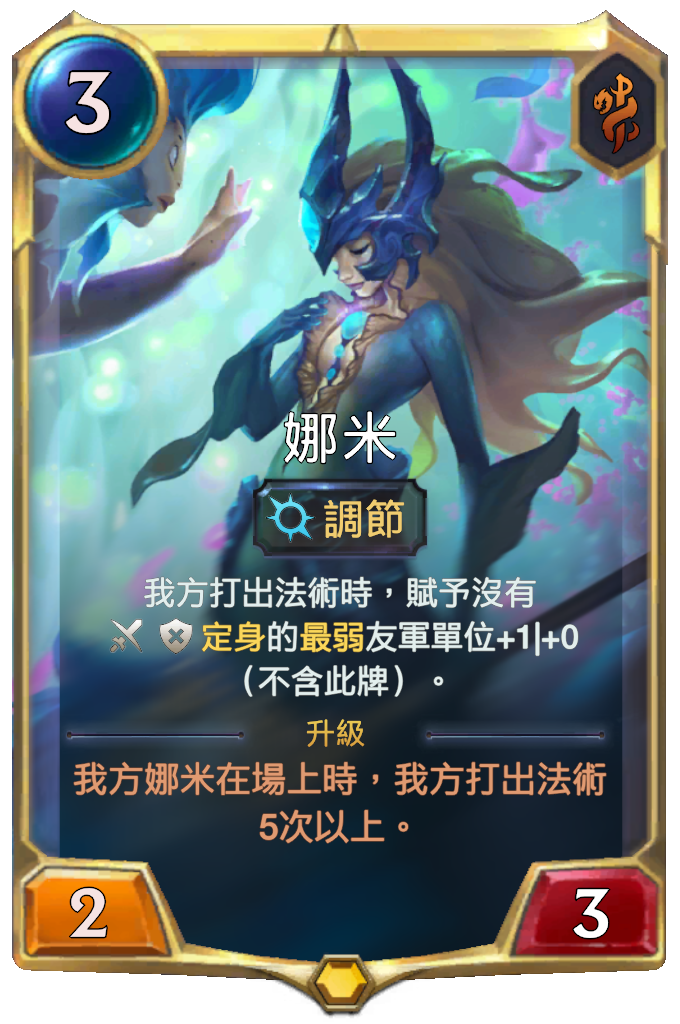 3
娜米
調節
我方打出法術時，賦予沒有
定身的最弱友軍單位+1|+0
（不含此牌）。
升級
我方娜米在場上時，我方打出法術
5次以上。
2
3